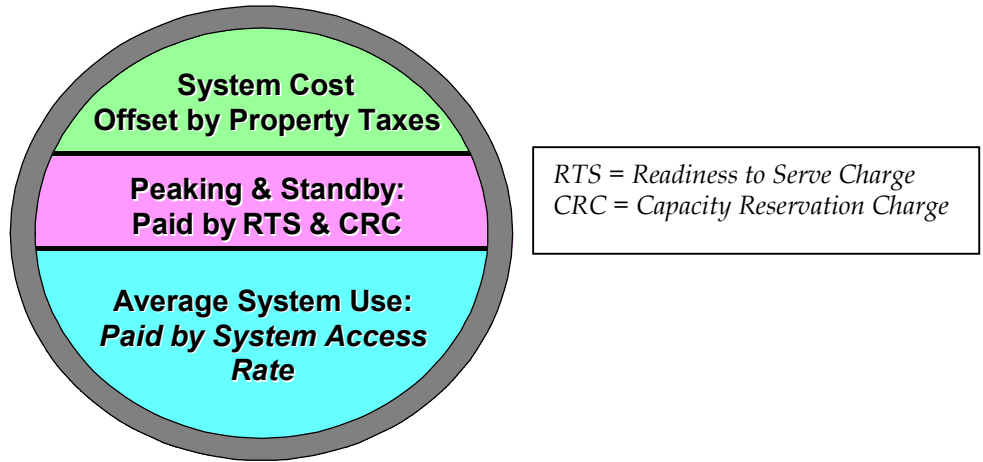 System Cost
Offset by Property Taxes
Peaking & Standby:
Paid by RTS & CRC
Average System Use:
Paid by System Access
Rate
RTS = Readiness to Serve Charge
CRC = Capacity Reservation Charge